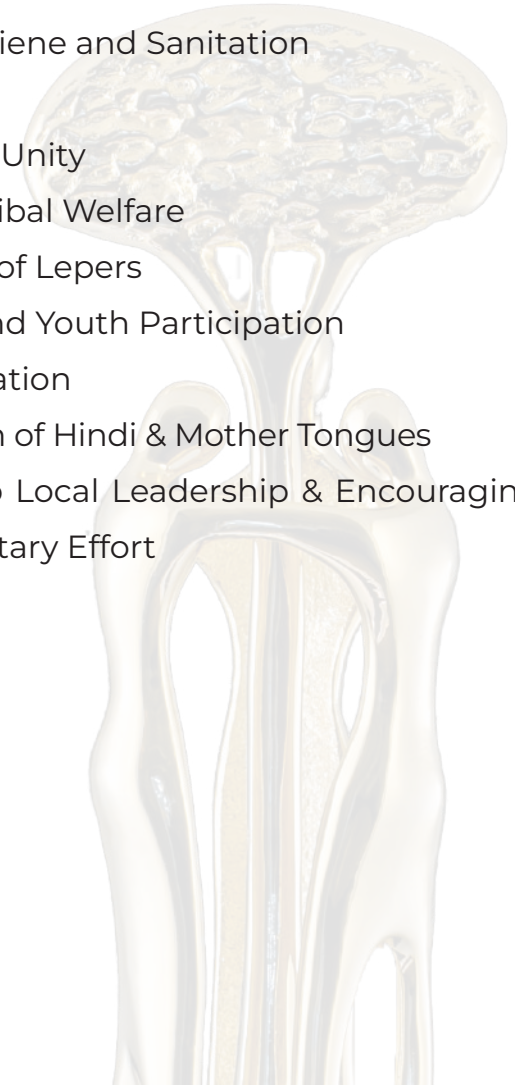 iene and Sanitation
Unity
ibal Welfare
of Lepers
nd Youth Participation
ation
n of Hindi & Mother Tongues
o Local Leadership & Encouragin
tary Effort